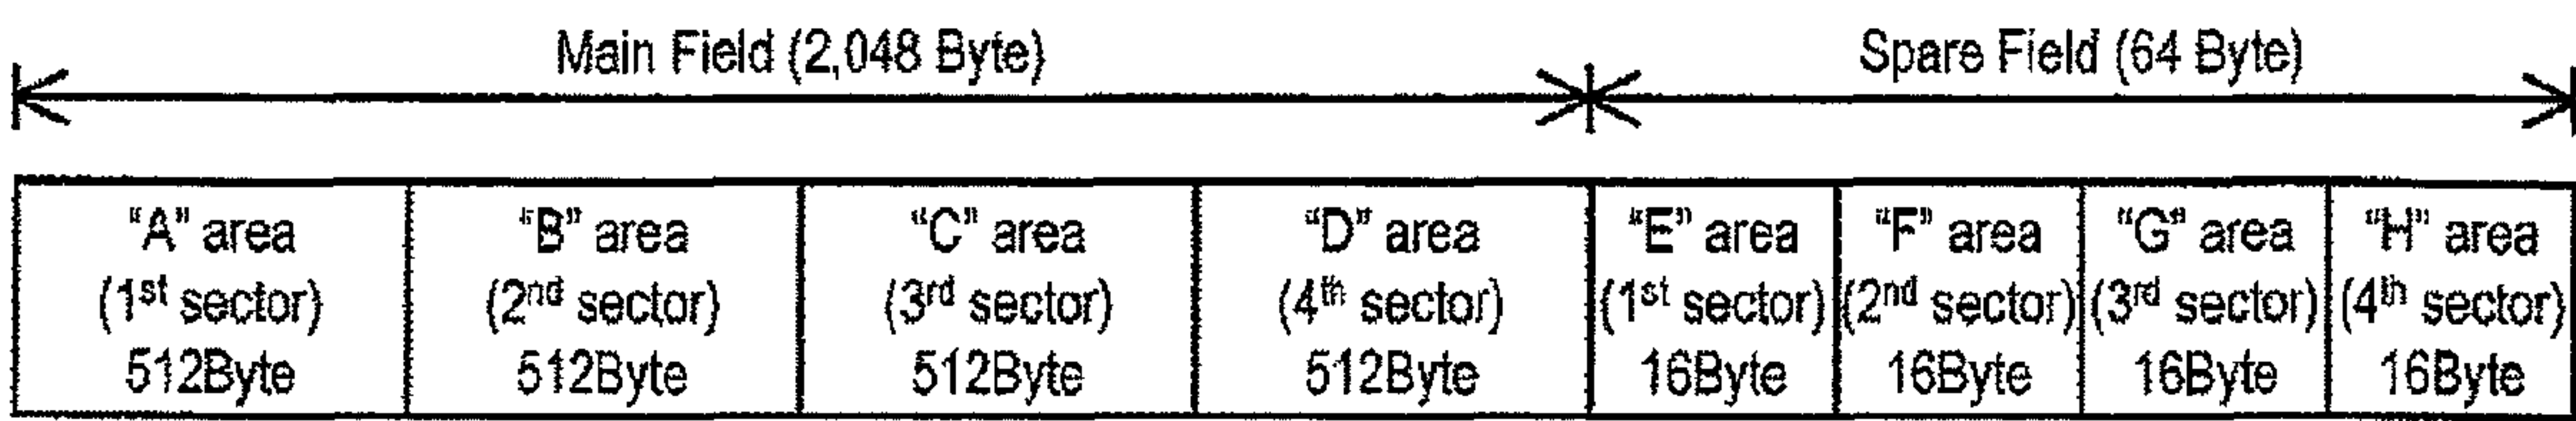 Main Field (2,048 Byte)
Spare Field (64 Byte)
"A" area
(1st sector)
512Byte
"B" area
(2nd sector)
512Byte
"C" area
(3rd sector)
512Byte
"D" area
(4th sector)
512Byte
"E" area
(1st sector)
16Byte
"F" area
(2nd sector)
16Byte
"G" area
(3rd sector)
16Byte
"H" area
(4th sector)
16Byte